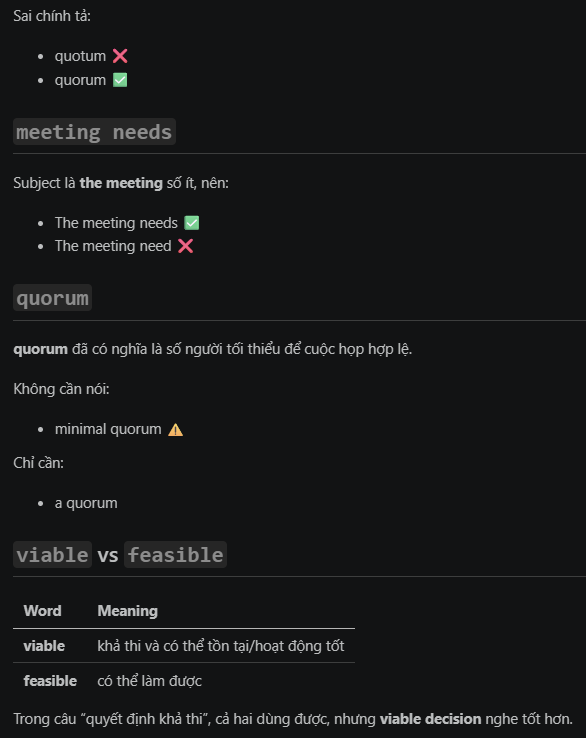 Sai chính tả:
• quotum ❌
• quorum ✅
meeting needs
Subject là the meeting số ít, nên:
• The meeting needs ✅
• The meeting need ❌
quorum
quorum đã có nghĩa là số người tối thiểu để cuộc họp hợp lệ.
Không cần nói:
• minimal quorum ⚠️
Chỉ cần:
• a quorum
viable vs feasible
Word Meaning
viable khả thi và có thể tồn tại/hoạt động tốt
feasible có thể làm được
Trong câu “quyết định khả thi”, cả hai dùng được, nhưng viable decision nghe tốt hơn.